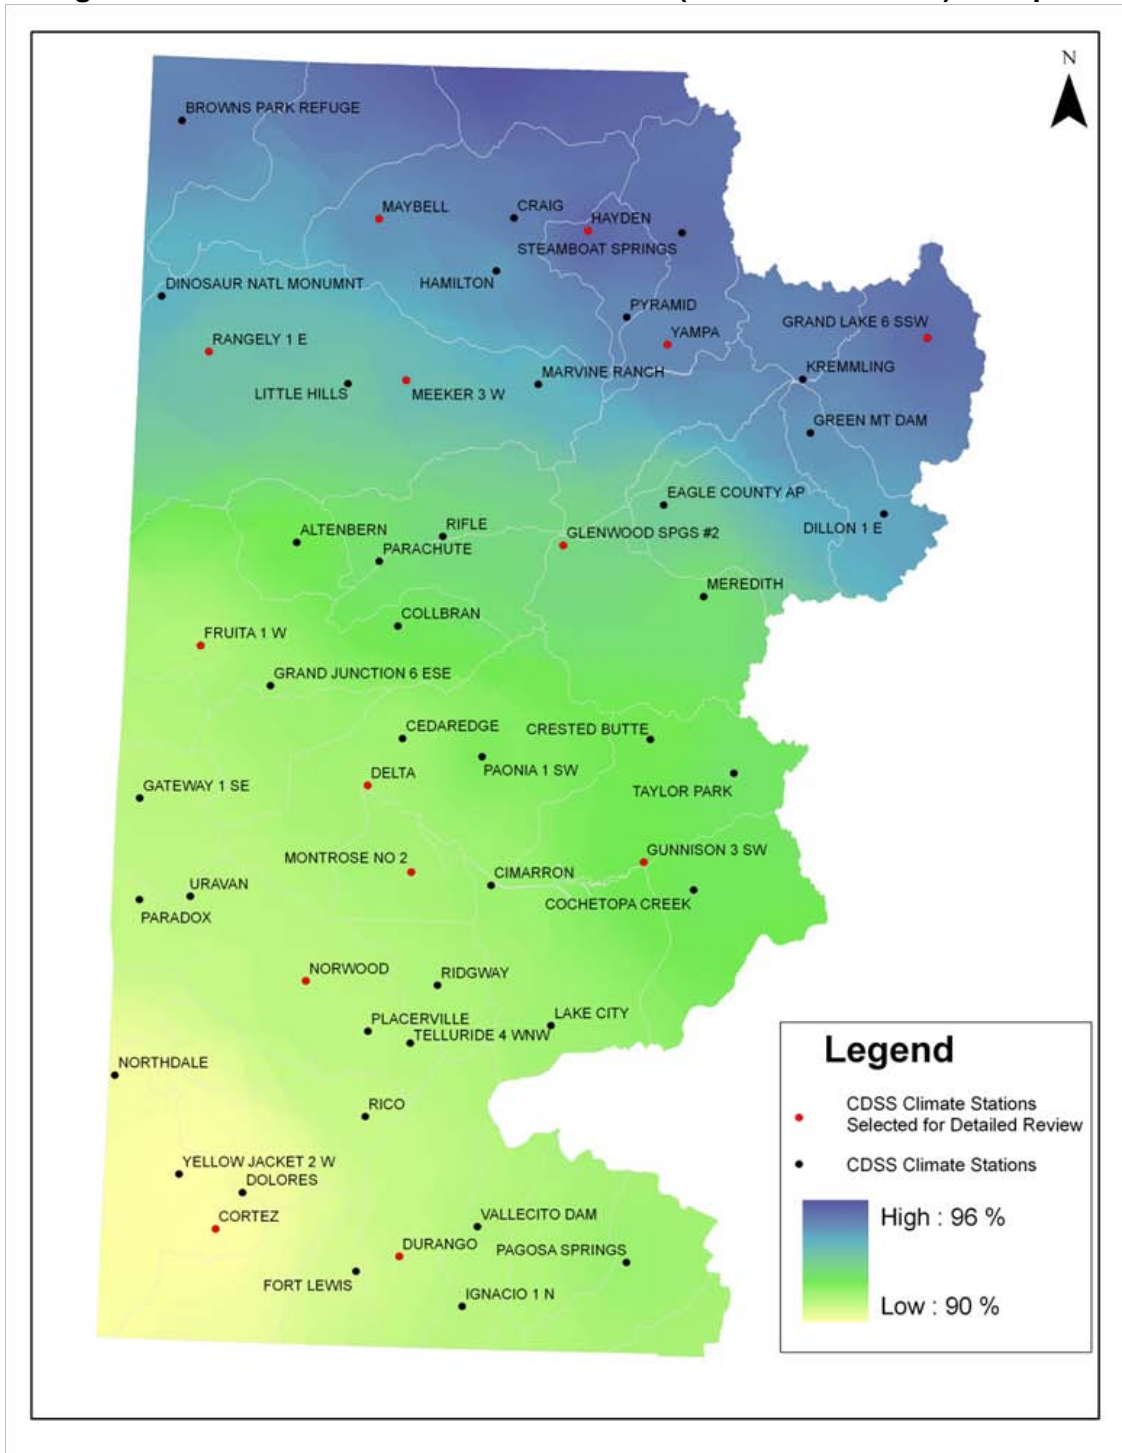 N
BROWNS PARK REFUGE
MAYBELL
CRAIG
HAYDEN
STEAMBOAT SPRINGS
HAMILTON
DINOSAUR NATL MONUMNT
PYRAMID
GRAND LAKE 6 SSW
YAMPA
RANGELY 1 E
KREMMLING
MARVINE RANCH
LITTLE HILLS
MEEKER 3 W
GREEN MT DAM
EAGLE COUNTY AP
DILLON 1 E
RIFLE
ALTENBERN
GLENWOOD SPGS #2
PARACHUTE
MEREDITH
COLLBRAN
FRUITA 1 W
GRAND JUNCTION 6 ESE
CEDAREDGE
CRESTED BUTTE
PAONIA 1 SW
DELTA
GATEWAY 1 SE
TAYLOR PARK
GUNNISON 3 SW
MONTROSE NO 2
CIMARRON
URAVAN
COCHETOPA CREEK
PARADOX
NORWOOD
RIDGWAY
LAKE CITY
PLACERVILLE
TELLURIDE 4 WNW
NORTHDALE
RICO
YELLOW JACKET 2 W
DOLORES
CORTEZ
VALLECITO DAM
DURANGO
PAGOSA SPRINGS
FORT LEWIS
IGNACIO 1 N
Legend
CDSS Climate Stations
Selected for Detailed Review
CDSS Climate Stations
High : 96 %
Low : 90 %